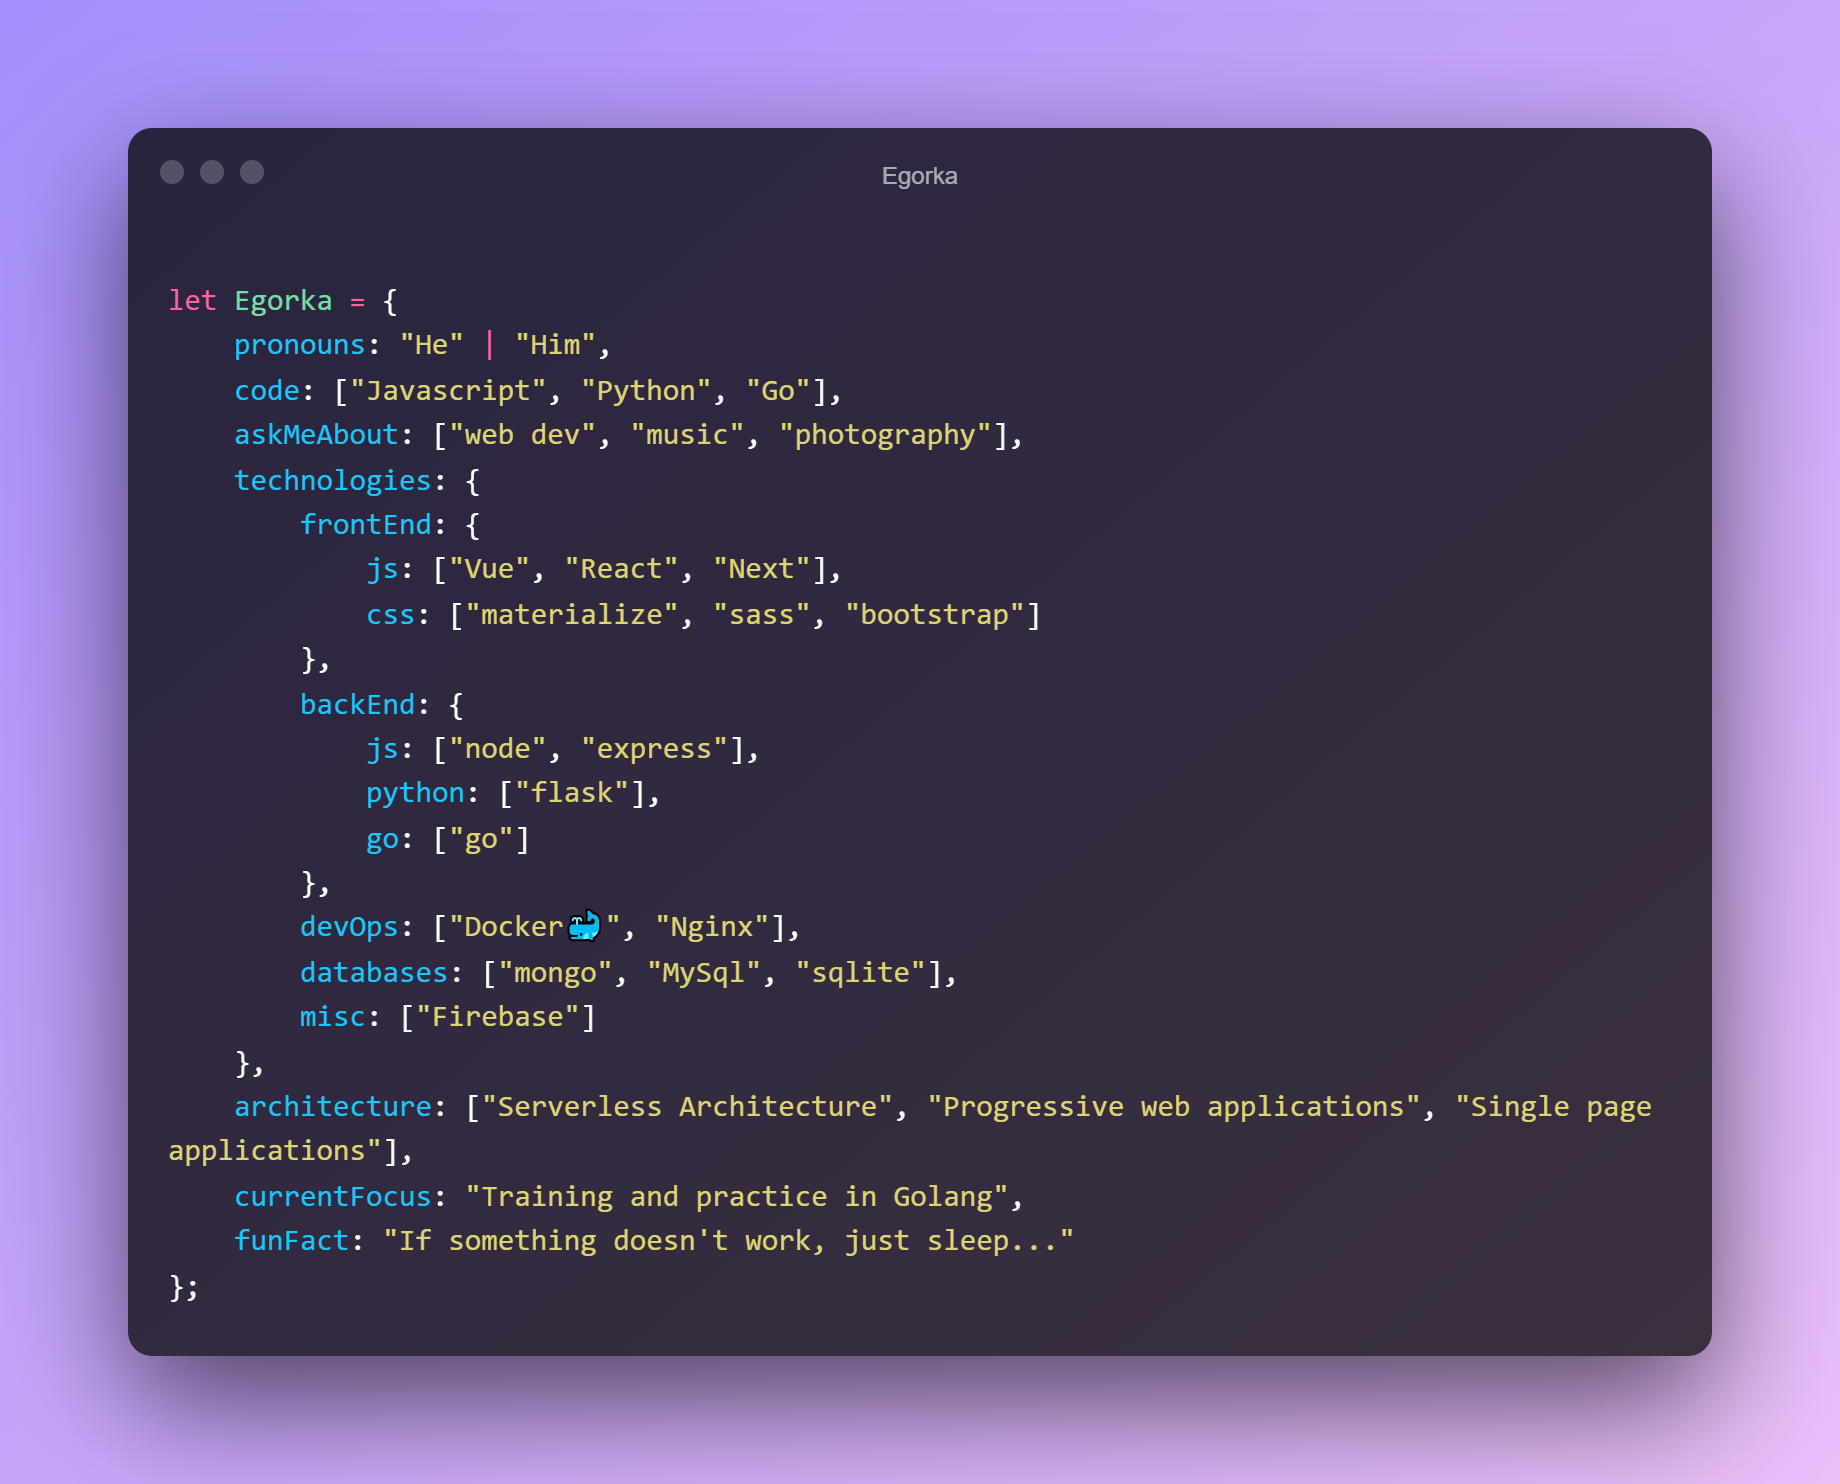 Egorka
let Egorka = {
    pronouns: "He" | "Him",
    code: ["Javascript", "Python", "Go"],
    askMeAbout: ["web dev", "music", "photography"],
    technologies: {
        frontEnd: {
            js: ["Vue", "React", "Next"],
            css: ["materialize", "sass", "bootstrap"]
        },
        backEnd: {
            js: ["node", "express"],
            python: ["flask"],
            go: ["go"]
        },
        devOps: ["Docker🐳", "Nginx"],
        databases: ["mongo", "MySql", "sqlite"],
        misc: ["Firebase"]
    },
    architecture: ["Serverless Architecture", "Progressive web applications", "Single page
applications"],
    currentFocus: "Training and practice in Golang",
    funFact: "If something doesn't work, just sleep..."
};